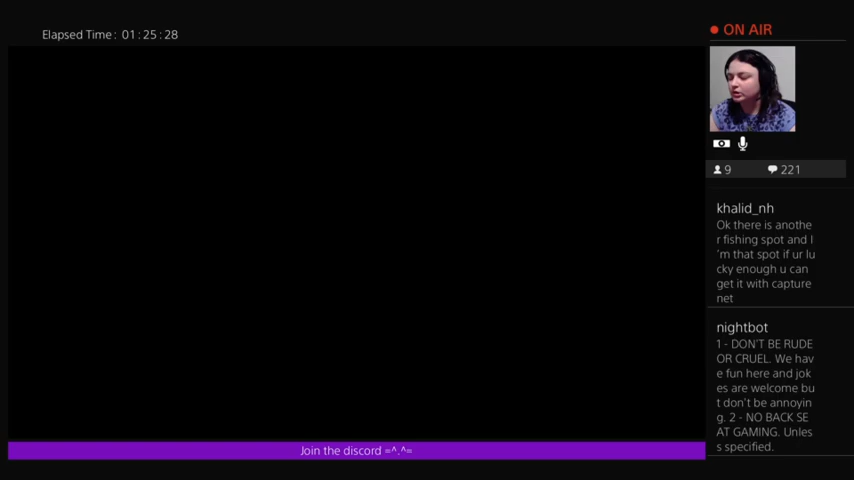 Elapsed Time: 01:25:28
ON AIR
9
221
khalid_nh
Ok there is anothe
r fishing spot and I
'm that spot if ur lu
cky enough u can
get it with capture
net
nightbot
1 - DON'T BE RUDE
OR CRUEL. We hav
e fun here and jok
es are welcome bu
t don't be annoyin
g. 2 - NO BACK SE
AT GAMING. Unles
s specified.
Join the discord =^.^=